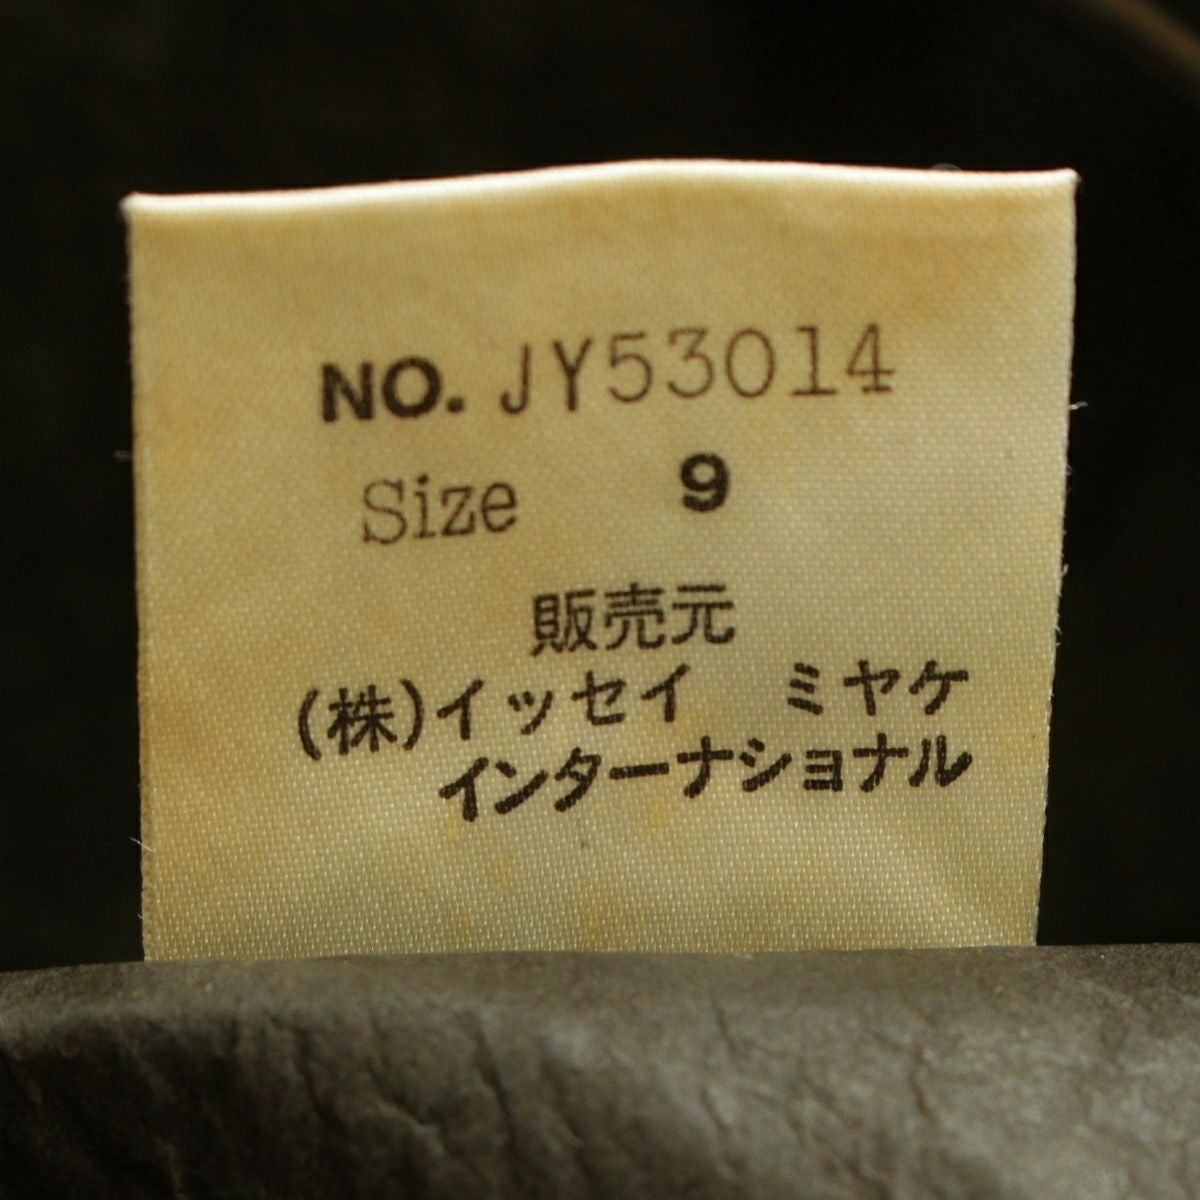 NO. JY53014
Size 9
販売元
(株)イッセイ ミヤケ
インターナショナル